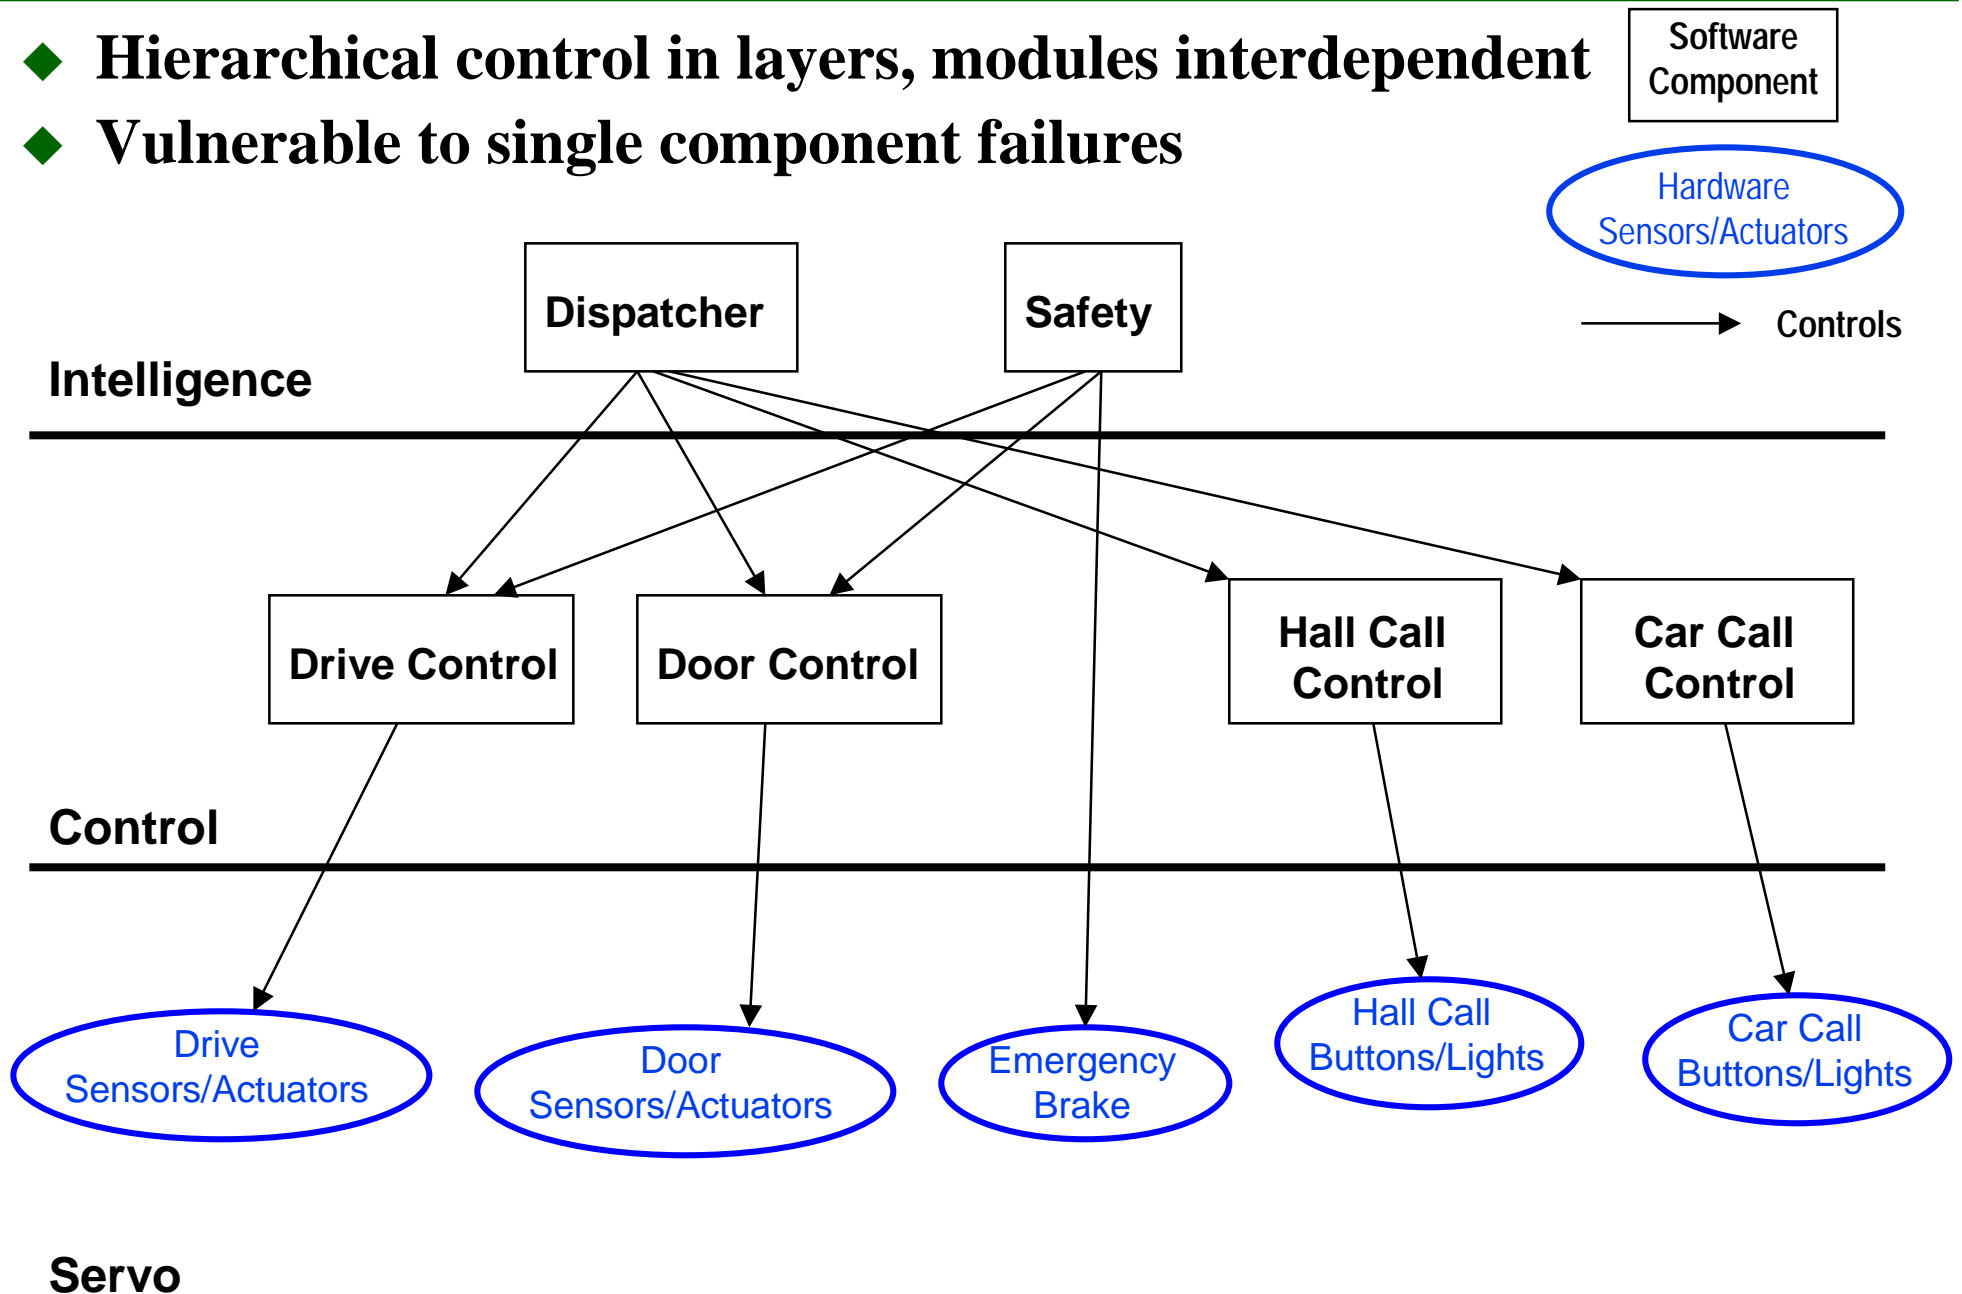 Hierarchical control in layers, modules interdependent
Vulnerable to single component failures
Software
Component
Hardware
Sensors/Actuators
Controls
Dispatcher
Safety
Intelligence
Drive Control
Door Control
Hall Call
Control
Car Call
Control
Control
Drive
Sensors/Actuators
Door
Sensors/Actuators
Emergency
Brake
Hall Call
Buttons/Lights
Car Call
Buttons/Lights
Servo